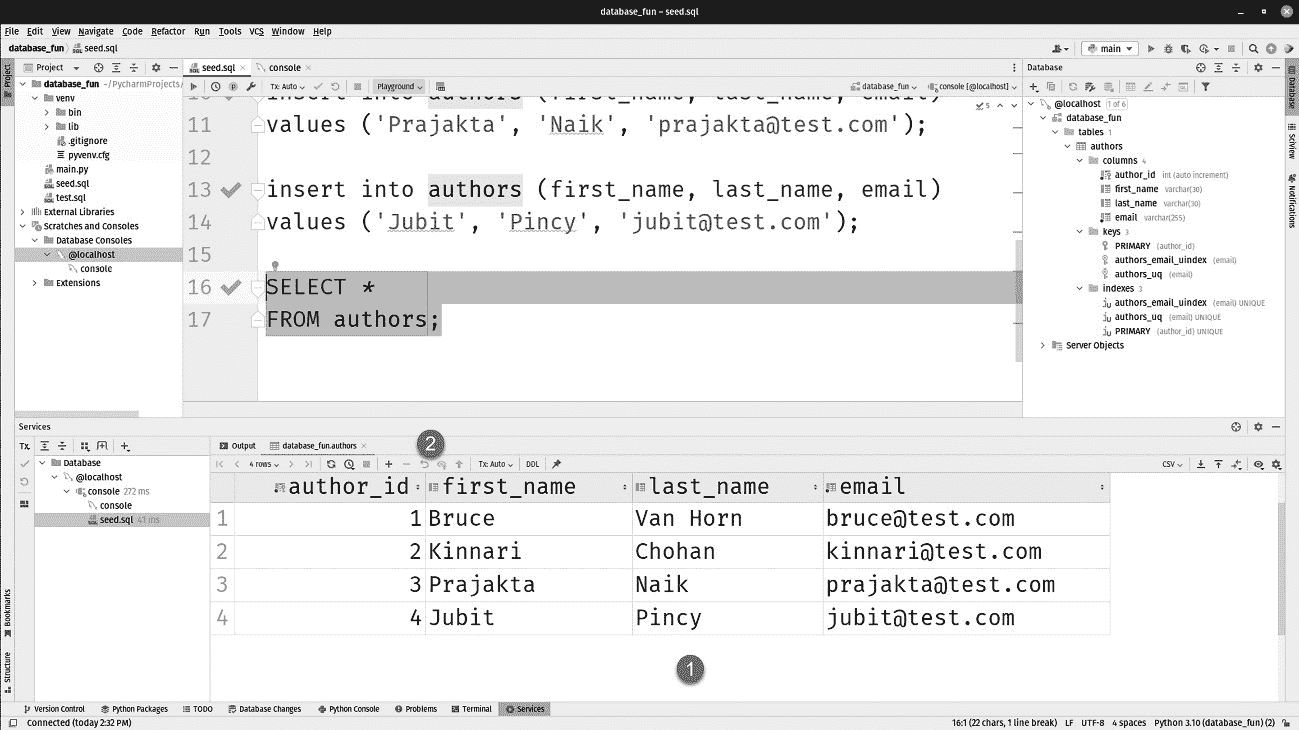 database_fun – seed.sql
File Edit View Navigate Code Refactor Run Tools VCS Window Help
database_fun seed.sql
main
Project
seed.sql
console
Database
Tx: Auto
Playground
database_fun
console [@localhost]
Project
database_fun ~/PycharmProjects/
venv
bin
lib
.gitignore
pyvenv.cfg
main.py
seed.sql
test.sql
External Libraries
Scratches and Consoles
Database Consoles
@localhost
console
Extensions
5
10 insert into authors (first_name, last_name, email)
11 values ('Prajakta', 'Naik', 'prajakta@test.com');
12
13 insert into authors (first_name, last_name, email)
14 values ('Jubit', 'Pincy', 'jubit@test.com');
15
16 SELECT *
17 FROM authors;
@localhost 1 of 6
database_fun
tables 1
authors
columns 4
author_id int (auto increment)
first_name varchar(30)
last_name varchar(30)
email varchar(255)
keys 3
PRIMARY (author_id)
authors_email_uindex (email)
authors_uq (email)
indexes 3
authors_email_uindex (email) UNIQUE
authors_uq (email) UNIQUE
PRIMARY (author_id) UNIQUE
Server Objects
Database
SciView
Notifications
Services
Tx
Database
@localhost
console 272 ms
console
seed.sql 41 ms
Output
database_fun.authors
2
4 rows
Tx: Auto
DDL
CSV
author_id first_name last_name email
1 1 Bruce Van Horn bruce@test.com
2 2 Kinnari Chohan kinnari@test.com
3 3 Prajakta Naik prajakta@test.com
4 4 Jubit Pincy jubit@test.com
1
Bookmarks
Structure
Version Control Python Packages TODO Database Changes Python Console Problems Terminal Services
Connected (today 2:32 PM)
16:1 (22 chars, 1 line break) LF UTF-8 4 spaces Python 3.10 (database_fun) (2)